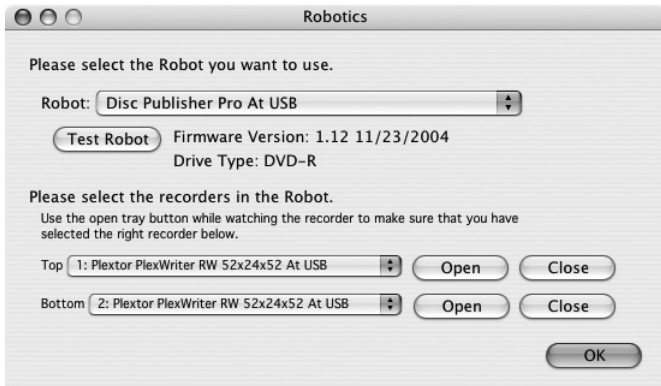 Robotics
Please select the Robot you want to use.
Robot: Disc Publisher Pro At USB
Test Robot Firmware Version: 1.12 11/23/2004
Drive Type: DVD-R
Please select the recorders in the Robot.
Use the open tray button while watching the recorder to make sure that you have
selected the right recorder below.
Top 1: Plextor PlexWriter RW 52x24x52 At USB Open Close
Bottom 2: Plextor PlexWriter RW 52x24x52 At USB Open Close
OK